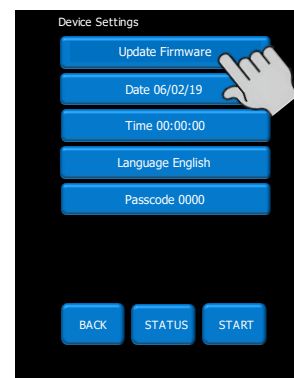 Device Settings
Update Firmware
Date 06/02/19
Time 00:00:00
Language English
Passcode 0000
BACK STATUS START